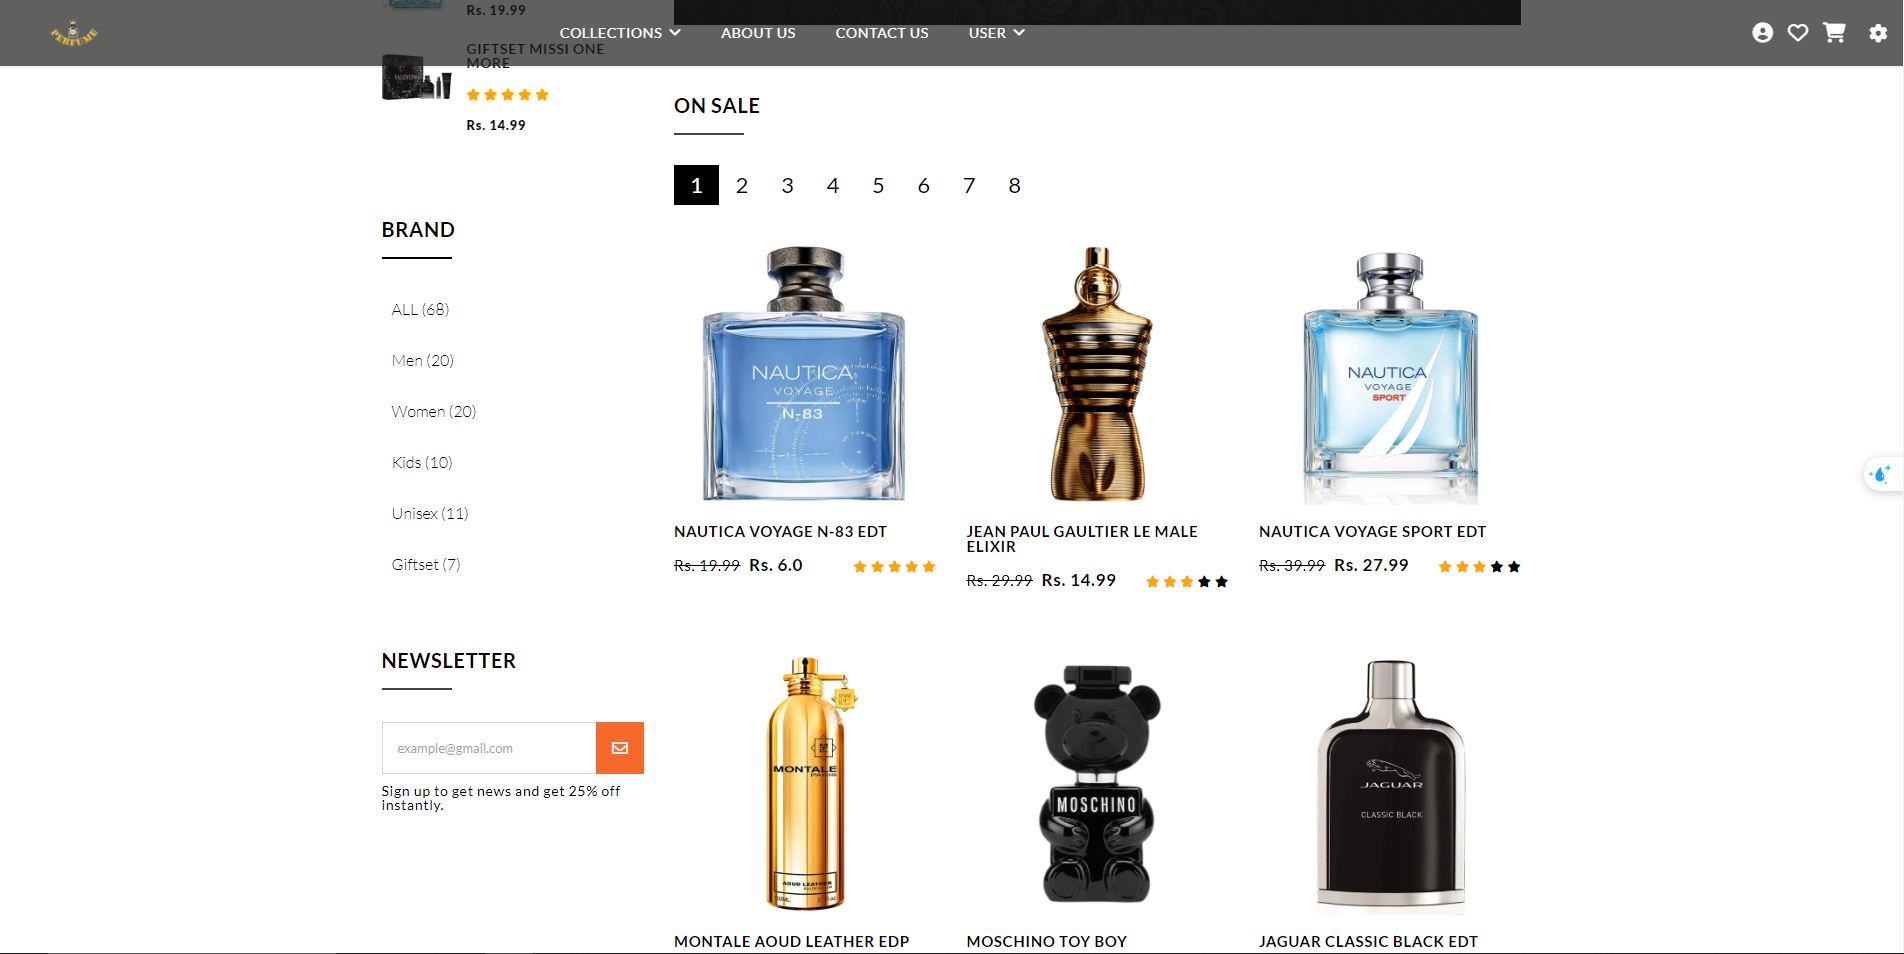 PERFUME
COLLECTIONS
ABOUT US
CONTACT US
USER
Rs. 19.99
GIFTSET MISSI ONE
MORE
VALENTINO
Rs. 14.99
BRAND
ALL (68)
Men (20)
Women (20)
Kids (10)
Unisex (11)
Giftset (7)
NEWSLETTER
example@gmail.com
Sign up to get news and get 25% off
instantly.
ON SALE
1 2 3 4 5 6 7 8
NAUTICA
VOYAGE
N-83
NAUTICA VOYAGE N-83 EDT
Rs. 19.99 Rs. 6.0
JEAN PAUL GAULTIER LE MALE
ELIXIR
Rs. 29.99 Rs. 14.99
NAUTICA
VOYAGE
SPORT
NAUTICA VOYAGE SPORT EDT
Rs. 39.99 Rs. 27.99
MONTALE
PARIS
AOUD LEATHER
MONTALE AOUD LEATHER EDP
MOSCHINO
MOSCHINO TOY BOY
JAGUAR
CLASSIC BLACK
JAGUAR CLASSIC BLACK EDT